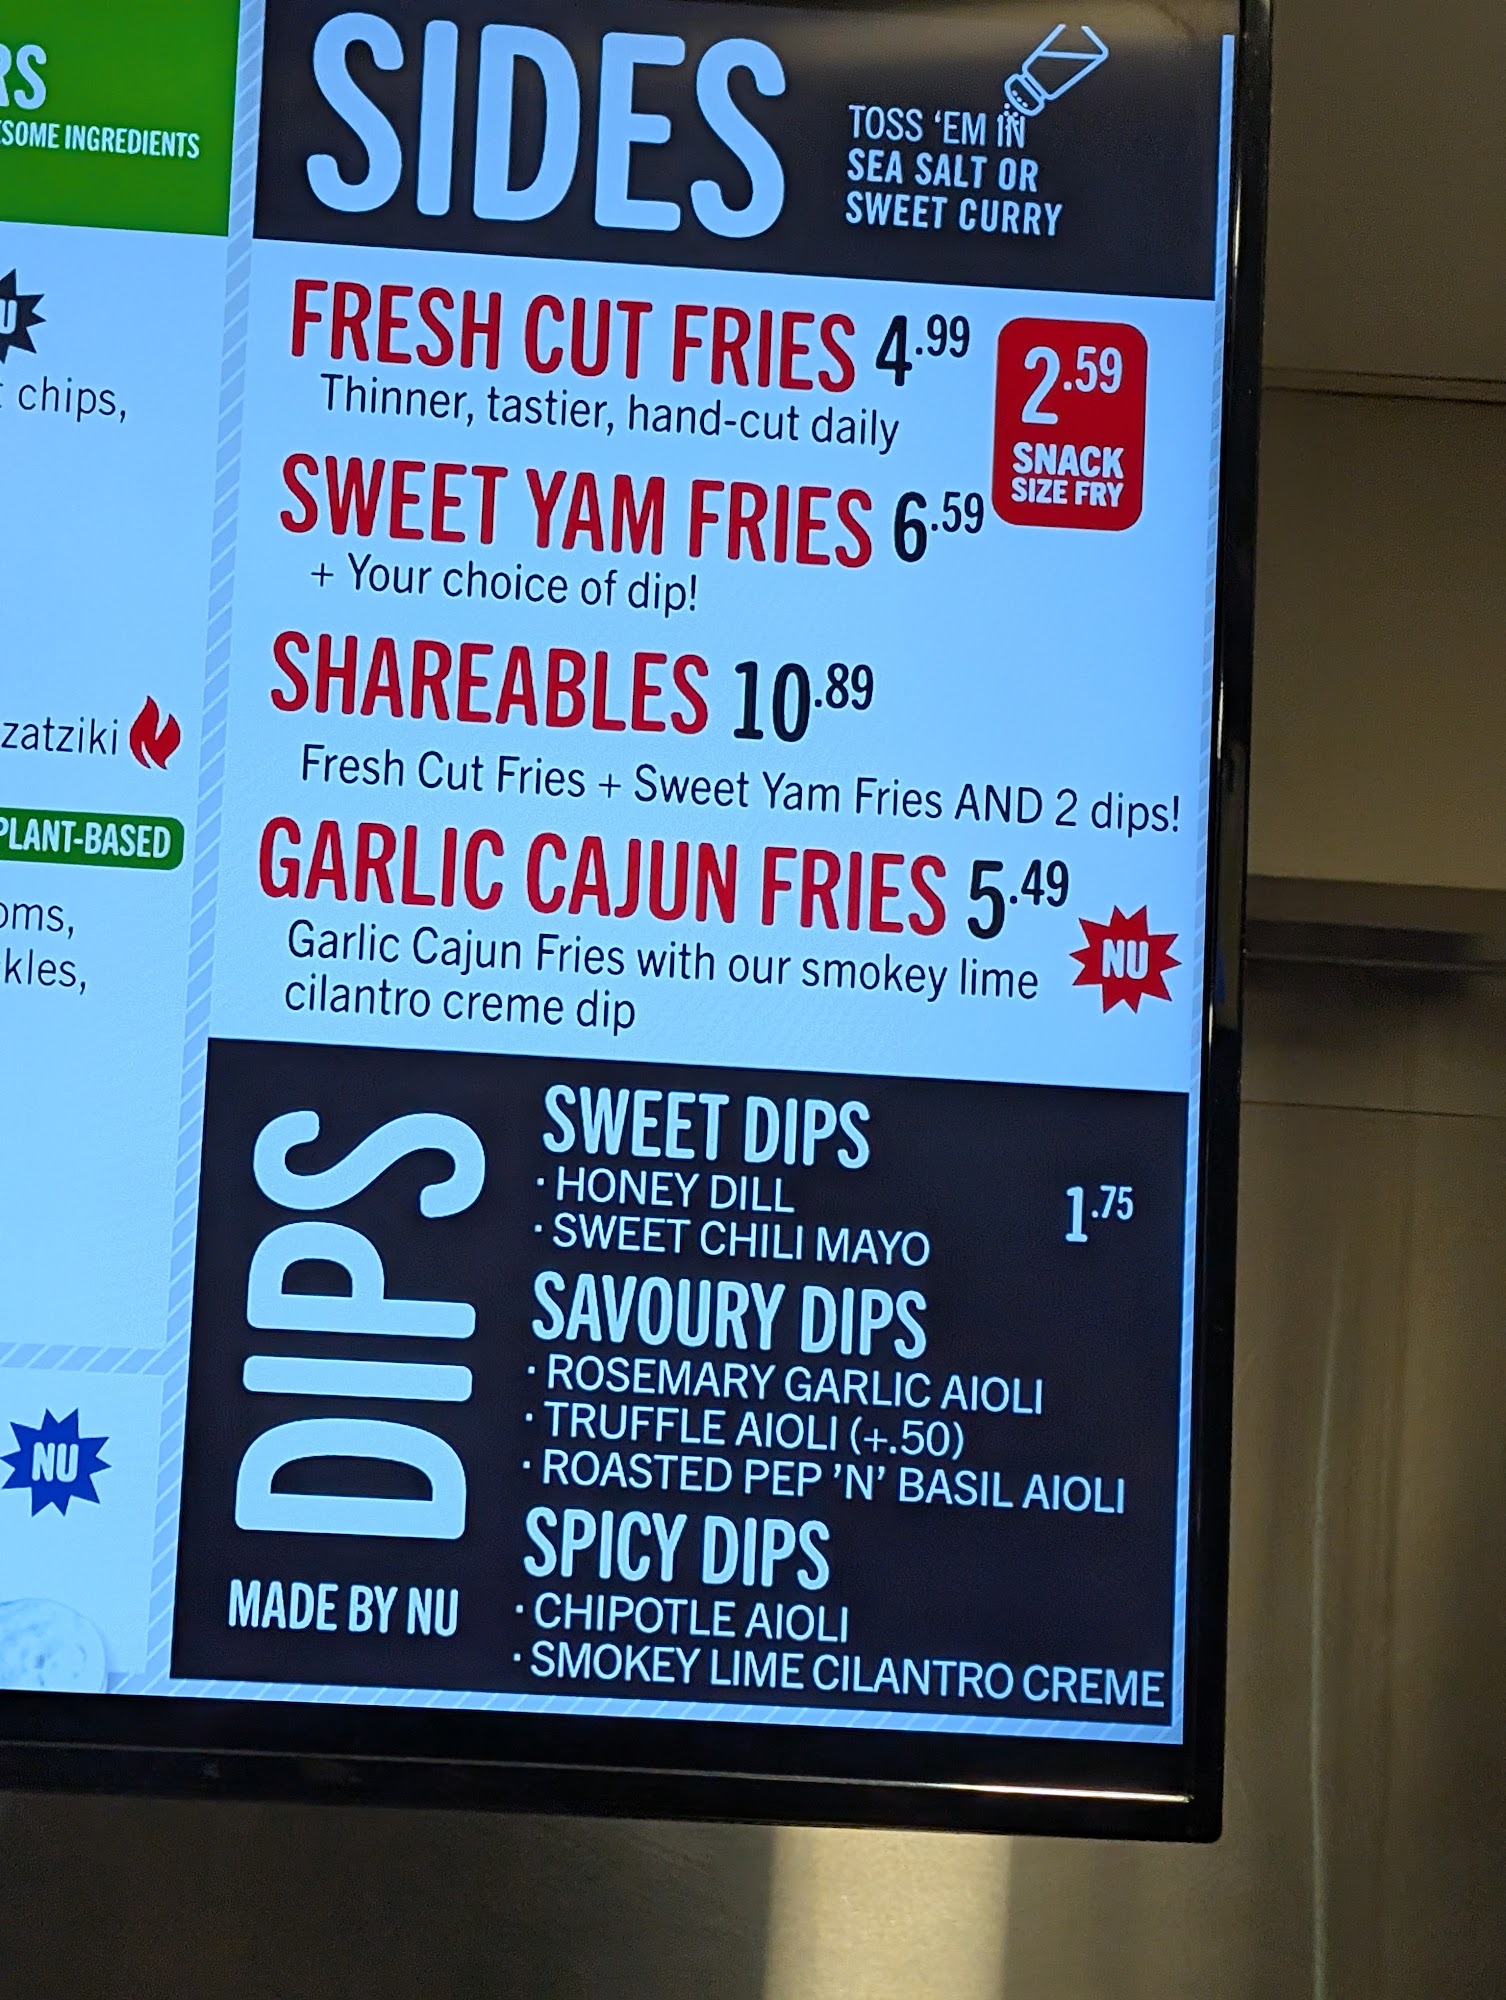 RS
SOME INGREDIENTS
chips,
zatziki
PLANT-BASED
oms,
kles,
NU
SIDES
TOSS ‘EM IN
SEA SALT OR
SWEET CURRY
FRESH CUT FRIES 4.99
Thinner, tastier, hand-cut daily
2.59
SNACK
SIZE FRY
SWEET YAM FRIES 6.59
+ Your choice of dip!
SHAREABLES 10.89
Fresh Cut Fries + Sweet Yam Fries AND 2 dips!
GARLIC CAJUN FRIES 5.49
Garlic Cajun Fries with our smokey lime
cilantro creme dip
NU
DIPS
MADE BY NU
SWEET DIPS
· HONEY DILL
· SWEET CHILI MAYO
1.75
SAVOURY DIPS
· ROSEMARY GARLIC AIOLI
· TRUFFLE AIOLI (+.50)
· ROASTED PEP ’N’ BASIL AIOLI
SPICY DIPS
· CHIPOTLE AIOLI
· SMOKEY LIME CILANTRO CREME